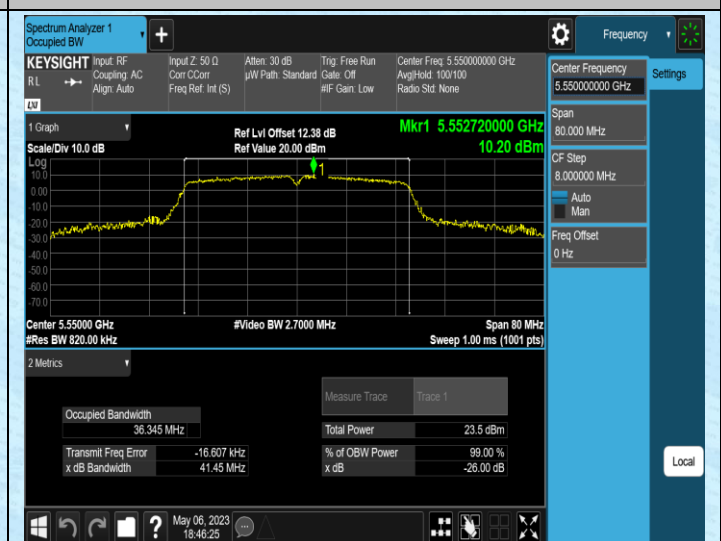 Spectrum Analyzer 1
Occupied BW
+
Frequency
KEYSIGHT
RL
LXI
Input: RF
Coupling: AC
Align: Auto
Input Z: 50 Ω
Corr CCorr
Freq Ref: Int (S)
Atten: 30 dB
µW Path: Standard
Trig: Free Run
Gate: Off
#IF Gain: Low
Center Freq: 5.550000000 GHz
Avg|Hold: 100/100
Radio Std: None
Center Frequency
5.550000000 GHz
Settings
Span
80.000 MHz
CF Step
8.000000 MHz
Auto
Man
Freq Offset
0 Hz
Local
1 Graph
Scale/Div 10.0 dB
Ref Lvl Offset 12.38 dB
Ref Value 20.00 dBm
Mkr1 5.552720000 GHz
10.20 dBm
Log
10.0
0.00
-10.0
-20.0
-30.0
-40.0
-50.0
-60.0
-70.0
1
Center 5.55000 GHz
#Res BW 820.00 kHz
#Video BW 2.7000 MHz
Span 80 MHz
Sweep 1.00 ms (1001 pts)
2 Metrics
Measure Trace Trace 1
Occupied Bandwidth
36.345 MHz
Total Power 23.5 dBm
Transmit Freq Error -16.607 kHz
% of OBW Power 99.00 %
x dB Bandwidth 41.45 MHz
x dB -26.00 dB
?
May 06, 2023
18:46:25